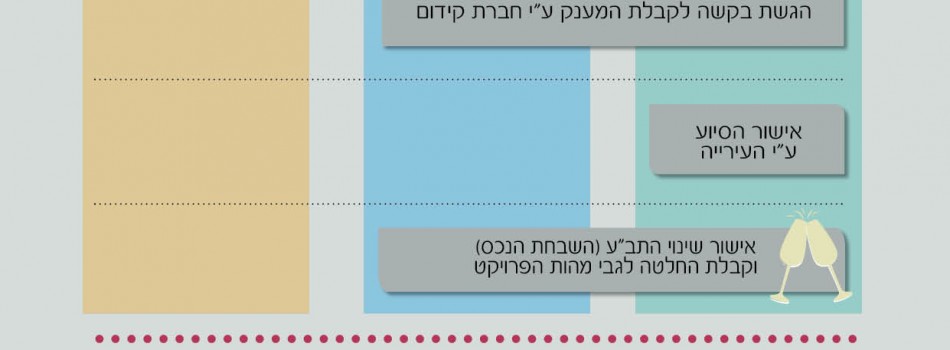 הגשת בקשה לקבלת המענק ע"י חברת קידום
אישור הסיוע
ע"י העירייה
אישור שינוי התב"ע (השבחת הנכס)
וקבלת החלטה לגבי מהות הפרויקט